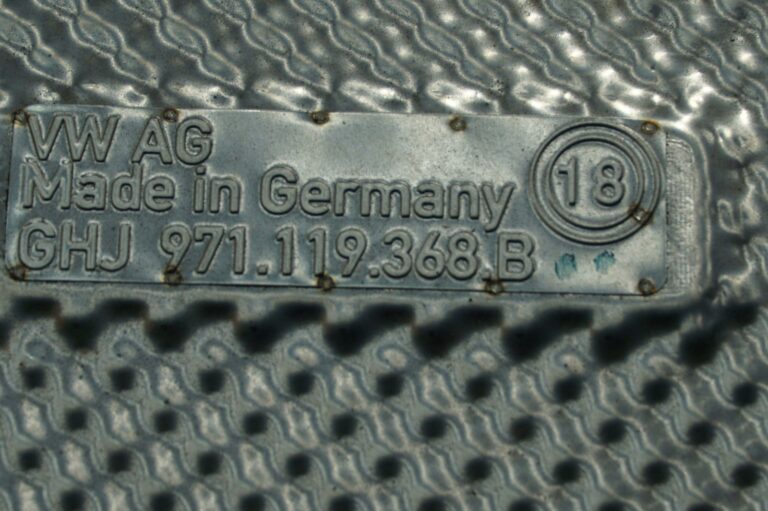 VW AG
Made in Germany
18
GHJ 971.119.368.B